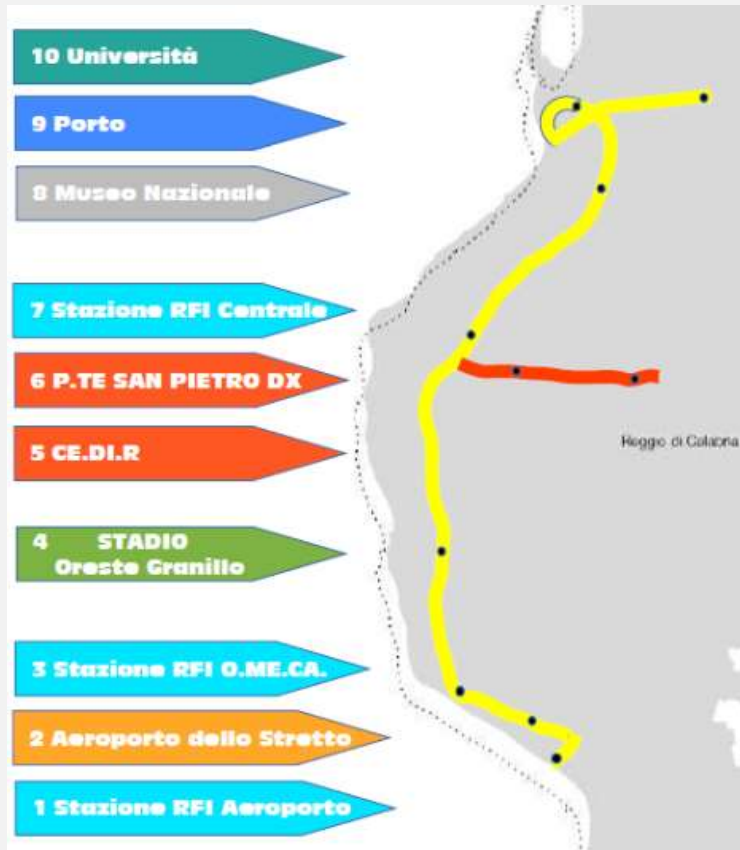 10 Università
9 Porto
8 Museo Nazionale
7 Stazione RFI Centrale
6 P.TE SAN PIETRO DX
5 CE.DI.R
4 STADIO
Oreste Granillo
3 Stazione RFI O.ME.CA.
2 Aeroporto dello Stretto
1 Stazione RFI Aeroporto
Reggio di Calabria